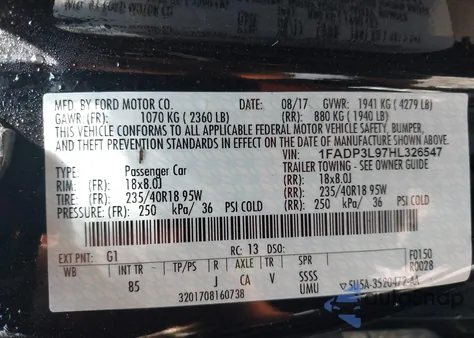 MFD. BY FORD MOTOR CO. 08/17 GVWR: 1941 KG ( 4279 LB)
GAWR: (FR): 1070 KG ( 2360 LB) (RR): 880 KG ( 1940 LB)
THIS VEHICLE CONFORMS TO ALL APPLICABLE FEDERAL MOTOR VEHICLE SAFETY, BUMPER,
AND THEFT PREVENTION STANDARDS IN EFFECT ON THE DATE OF MANUFACTURE SHOWN ABOVE.
VIN: 1FADP3L97HL326547
TYPE: Passenger Car TRAILER TOWING - SEE OWNER GUIDE
RIM: (FR): 18x8.0J (RR): 18x8.0J
TIRE: (FR): 235/40R18 95W (RR): 235/40R18 95W
PRESSURE: (FR): 250 kPa/ 36 PSI COLD (RR): 250 kPa/ 36 PSI COLD
EXT PNT: G1 RC: 13 DSO: F0150
WB INT TR TP/PS R AXLE TR SPR R0028
85 J CA V SSSS
UMU
3201708160738
autosnap